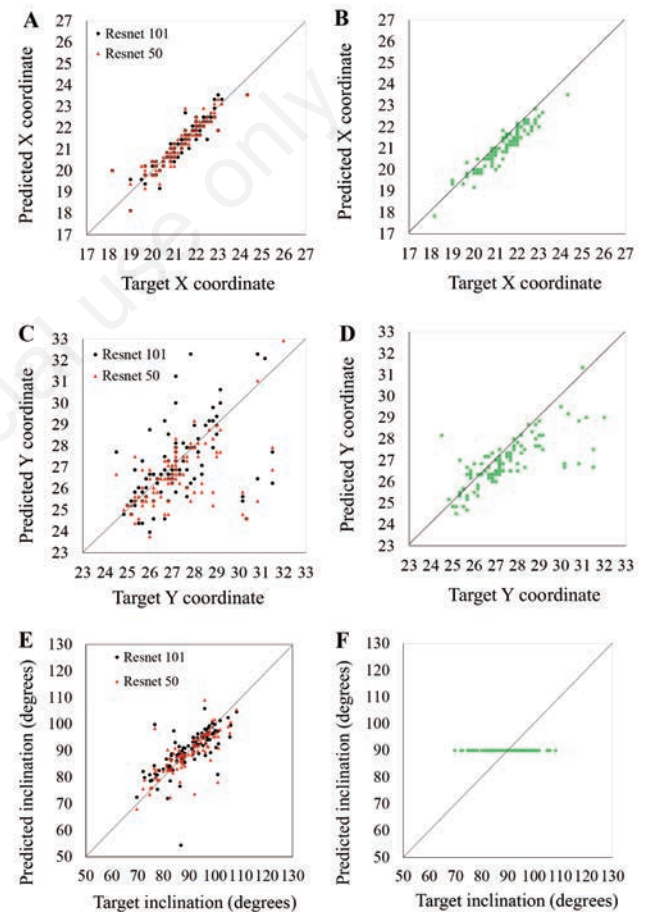 A
Resnet 101
Resnet 50
Predicted X coordinate
27
26
25
24
23
22
21
20
19
18
17
17 18 19 20 21 22 23 24 25 26 27
Target X coordinate
B
Predicted X coordinate
27
26
25
24
23
22
21
20
19
18
17
17 18 19 20 21 22 23 24 25 26 27
Target X coordinate
C
Resnet 101
Resnet 50
Predicted Y coordinate
33
32
31
30
29
28
27
26
25
24
23
23 24 25 26 27 28 29 30 31 32 33
Target Y coordinate
D
Predicted Y coordinate
33
32
31
30
29
28
27
26
25
24
23
23 24 25 26 27 28 29 30 31 32 33
Target Y coordinate
E
Resnet 101
Resnet 50
Predicted inclination (degrees)
130
120
110
100
90
80
70
60
50
50 60 70 80 90 100 110 120 130
Target inclination (degrees)
F
Predicted inclination (degrees)
130
120
110
100
90
80
70
60
50
50 60 70 80 90 100 110 120 130
Target inclination (degrees)
use only